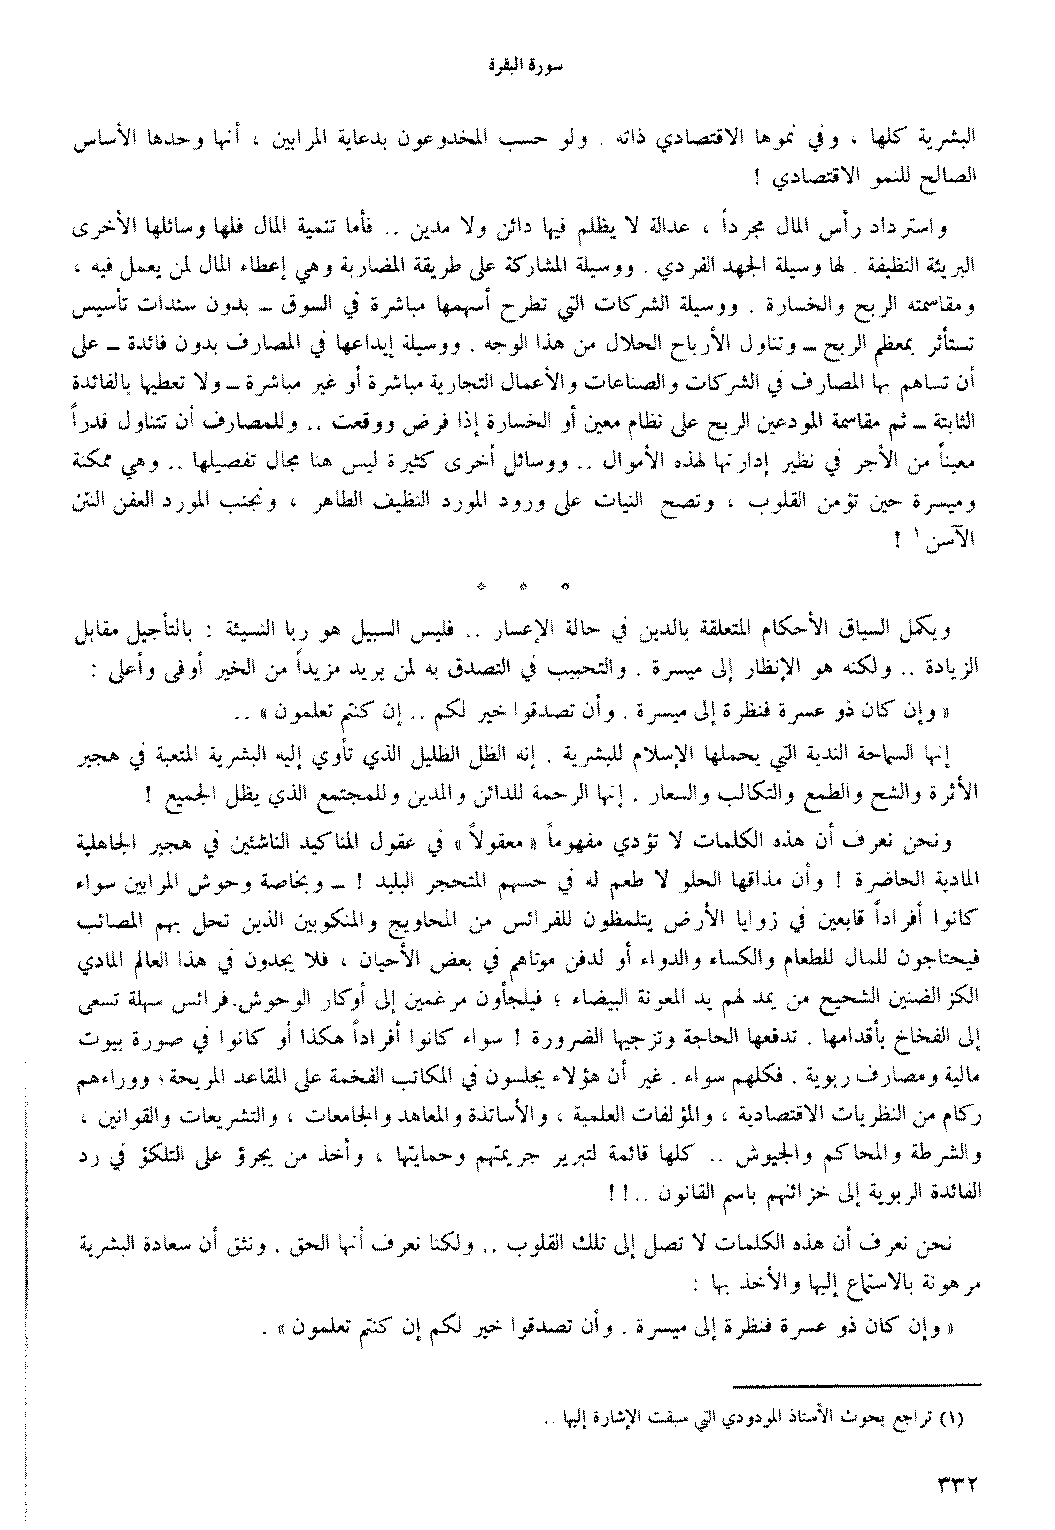 سورة البقرة
البشرية كلها ، وفي نموها الاقتصادي ذاته . ولو حسب المخدوعون بدعاية المرابين ، أنها وحدها الأساس
الصالح للنمو الاقتصادي !
واسترداد رأس المال مجرداً ، عدالة لا يظلم فيها دائن ولا مدين .. فأما تنمية المال فلها وسائلها الأخرى
البريئة النظيفة . لها وسيلة الجهد الفردي . ووسيلة المشاركة على طريقة المضاربة وهي إعطاء المال لمن يعمل فيه ،
ومقاسمته الربح والخسارة . ووسيلة الشركات التي تطرح أسهمها مباشرة في السوق – بدون سندات تأسيس
تستأثر بمعظم الربح – وتناول الأرباح الحلال من هذا الوجه . ووسيلة إيداعها في المصارف بدون فائدة – على
أن تساهم بها المصارف في الشركات والصناعات والأعمال التجارية مباشرة أو غير مباشرة – ولا تعطيها بالفائدة
الثابتة – ثم مقاسمة المودعين الربح على نظام معين أو الخسارة إذا فرض ووقعت .. وللمصارف أن تتناول قدراً
معيناً من الأجر في نظير إدارتها لهذه الأموال .. ووسائل أخرى كثيرة ليس هنا مجال تفصيلها .. وهي ممكنة
وميسرة حين تؤمن القلوب ، وتصح النيات على ورود المورد النظيف الطاهر ، وتجنب المورد العفن النتن
الآسن ١ !
* * *
ويكمل السياق الأحكام المتعلقة بالدين في حالة الإعسار .. فليس السبيل هو ربا النسيئة : بالتأجيل مقابل
الزيادة .. ولكنه هو الإنظار إلى ميسرة . والتحبيب في التصدق به لمن يريد مزيداً من الخير أوفى وأعلى :
« وإن كان ذو عسرة فنظرة إلى ميسرة . وأن تصدقوا خير لكم .. إن كنتم تعلمون » ..
إنها السماحة الندية التي يحملها الإسلام للبشرية . إنه الظل الظليل الذي تأوي إليه البشرية المتعبة في هجير
الأثرة والشح والطمع والتكالب والسعار . إنها الرحمة للدائن والمدين وللمجتمع الذي يظل الجميع !
ونحن نعرف أن هذه الكلمات لا تؤدي مفهوماً « معقولاً » في عقول المناكيد الناشئين في هجير الجاهلية
المادية الحاضرة ! وأن مذاقها الحلو لا طعم له في حسهم المتحجر البليد ! – وبخاصة وحوش المرابين سواء
كانوا أفراداً قابعين في زوايا الأرض يتلمظون للفرائس من المحاويج والمنكوبين الذين تحل بهم المصائب
فيحتاجون للمال للطعام والكساء والدواء أو لدفن موتاهم في بعض الأحيان ، فلا يجدون في هذا العالم المادي
الكز الضنين الشحيح من يمد لهم يد المعونة البيضاء ؛ فيلجأون مرغمين إلى أوكار الوحوش.فرائس سهلة تسعى
إلى الفخاخ بأقدامها . تدفعها الحاجة وتزجيها الضرورة ! سواء كانوا أفراداً هكذا أو كانوا في صورة بيوت
مالية ومصارف ربوية . فكلهم سواء . غير أن هؤلاء يجلسون في المكاتب الفخمة على المقاعد المريحة؛ ووراءهم
ركام من النظريات الاقتصادية ، والمؤلفات العلمية ، والأساتذة والمعاهد والجامعات ، والتشريعات والقوانين ،
والشرطة والمحاكم والجيوش .. كلها قائمة لتبرير جريمتهم وحمايتها ، وأخذ من يجرؤ على التلكؤ في رد
الفائدة الربوية إلى خزائنهم باسم القانون ..!!
نحن نعرف أن هذه الكلمات لا تصل إلى تلك القلوب .. ولكنا نعرف أنها الحق . ونثق أن سعادة البشرية
مرهونة بالاستماع إليها والأخذ بها :
« وإن كان ذو عسرة فنظرة إلى ميسرة . وأن تصدقوا خير لكم إن كنتم تعلمون » .
(١) تراجع بحوث الأستاذ المودودي التي سبقت الإشارة إليها ..
٣٣٢